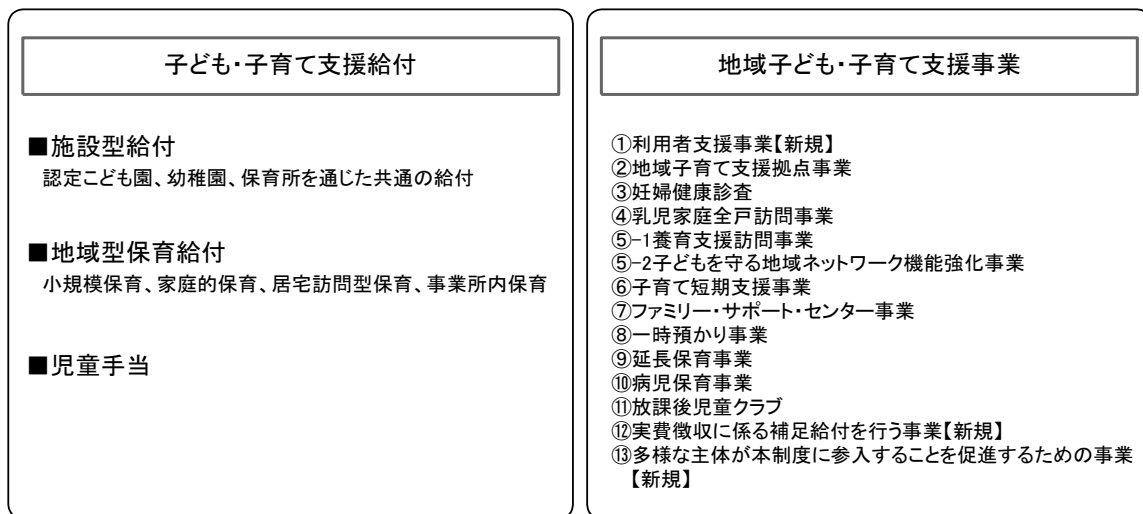 子ども・子育て支援給付
■施設型給付
認定こども園、幼稚園、保育所を通じた共通の給付
■地域型保育給付
小規模保育、家庭的保育、居宅訪問型保育、事業所内保育
■児童手当
地域子ども・子育て支援事業
①利用者支援事業【新規】
②地域子育て支援拠点事業
③妊婦健康診査
④乳児家庭全戸訪問事業
⑤-1養育支援訪問事業
⑤-2子どもを守る地域ネットワーク機能強化事業
⑥子育て短期支援事業
⑦ファミリー・サポート・センター事業
⑧一時預かり事業
⑨延長保育事業
⑩病児保育事業
⑪放課後児童クラブ
⑫実費徴収に係る補足給付を行う事業【新規】
⑬多様な主体が本制度に参入することを促進するための事業
【新規】